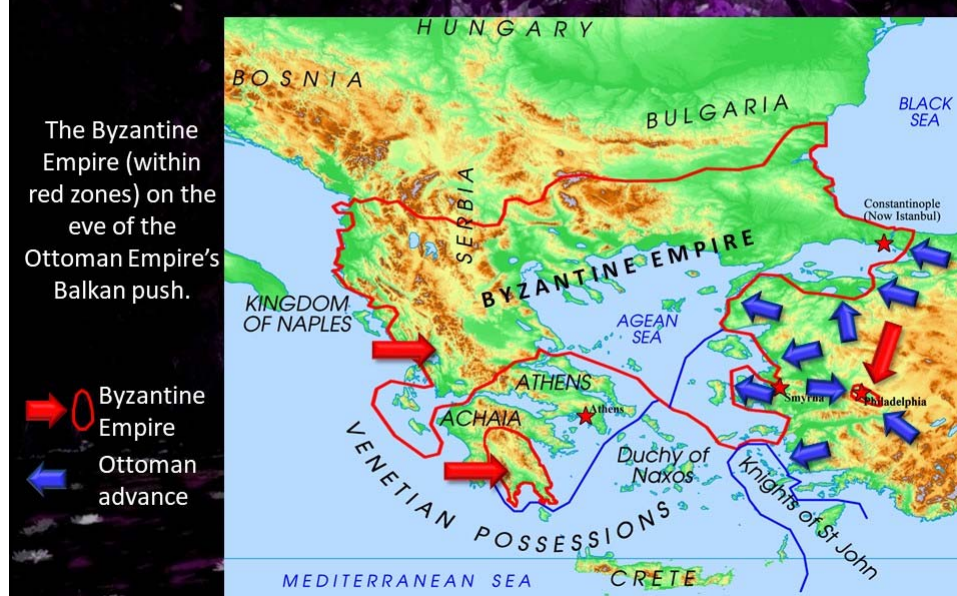 The Byzantine
Empire (within
red zones) on the
eve of the
Ottoman Empire's
Balkan push.
Byzantine
Empire
Ottoman
advance
HUNGARY
BOSNIA
BULGARIA
BLACK
SEA
SERBIA
Constantinople
(Now Istanbul)
BYZANTINE EMPIRE
KINGDOM
OF NAPLES
AGEAN
SEA
ATHENS
Smyrna
Philadelphia
ACHAIA
Athens
Duchy of
Naxos
VENETIAN POSSESSIONS
Knights of St John
MEDITERRANEAN SEA
CRETE